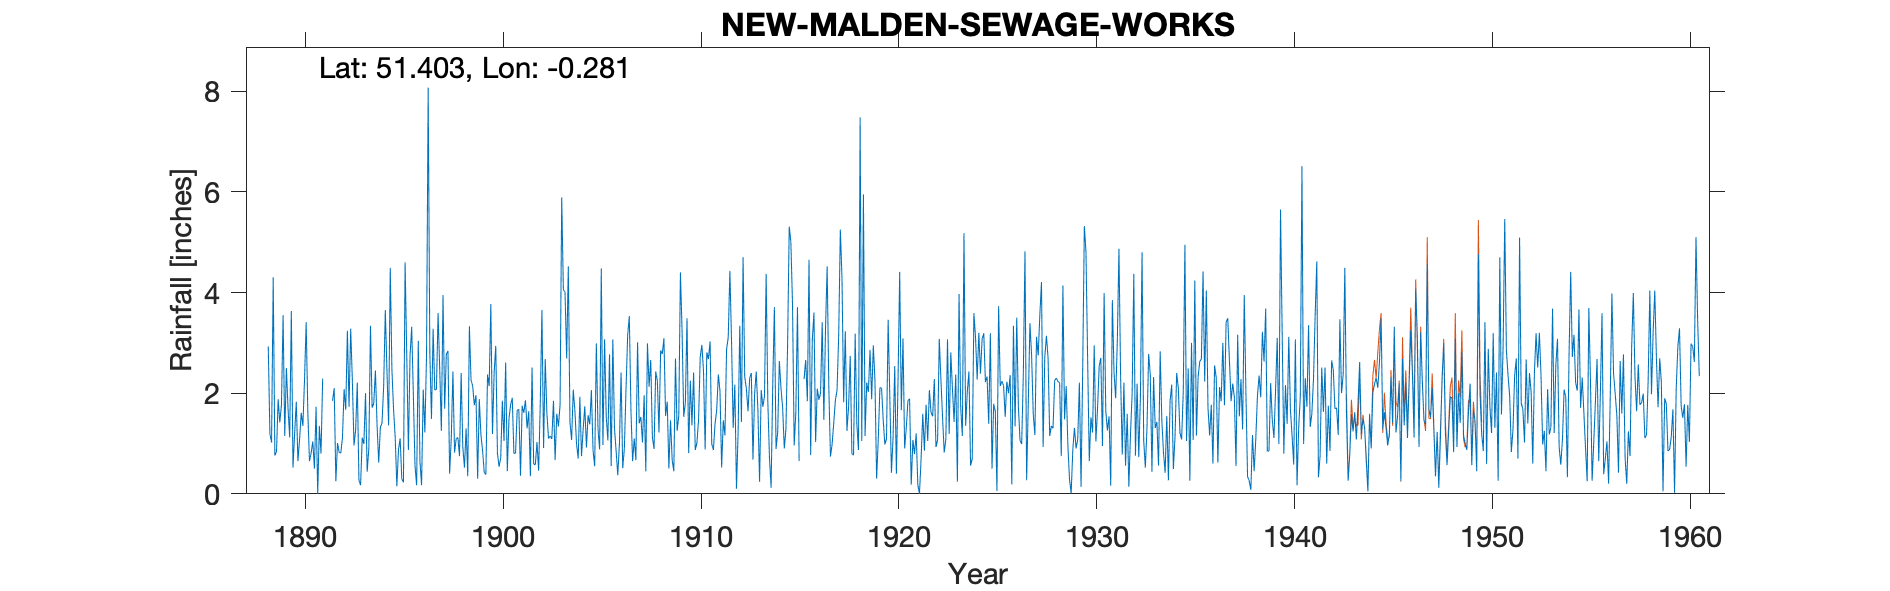 NEW-MALDEN-SEWAGE-WORKS
Lat: 51.403, Lon: -0.281
8
6
4
2
0
Rainfall [inches]
1890 1900 1910 1920 1930 1940 1950 1960
Year